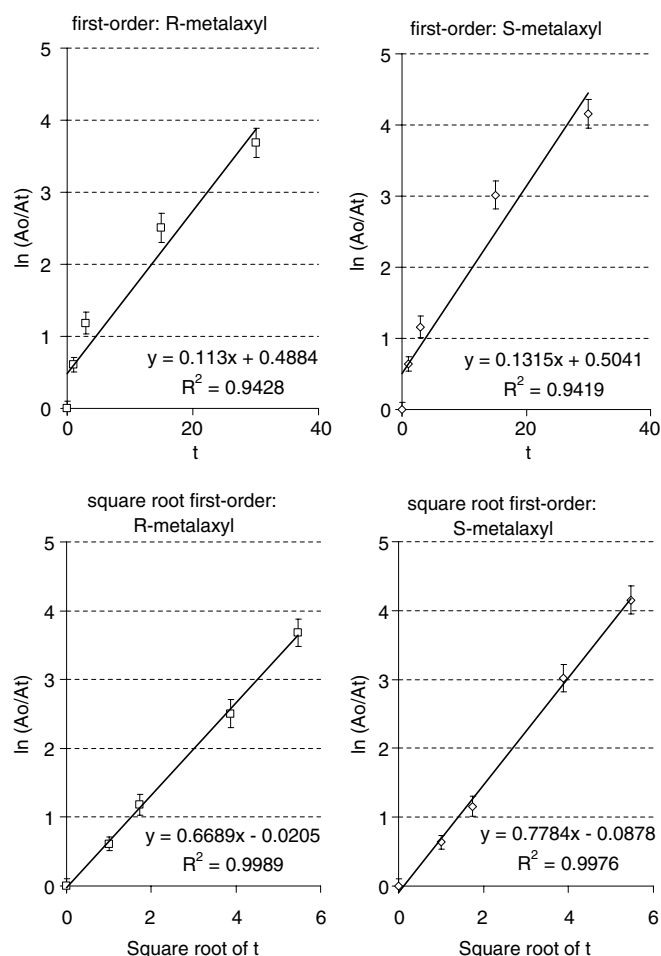 first-order: R-metalaxyl
5
4
3
2
1
0
ln (Ao/At)
y = 0.113x + 0.4884
R² = 0.9428
0 20 40
t
first-order: S-metalaxyl
5
4
3
2
1
0
ln (Ao/At)
y = 0.1315x + 0.5041
R² = 0.9419
0 20 40
t
square root first-order:
R-metalaxyl
5
4
3
2
1
0
ln (Ao/At)
y = 0.6689x - 0.0205
R² = 0.9989
0 2 4 6
Square root of t
square root first-order:
S-metalaxyl
5
4
3
2
1
0
ln (Ao/At)
y = 0.7784x - 0.0878
R² = 0.9976
0 2 4 6
Square root of t